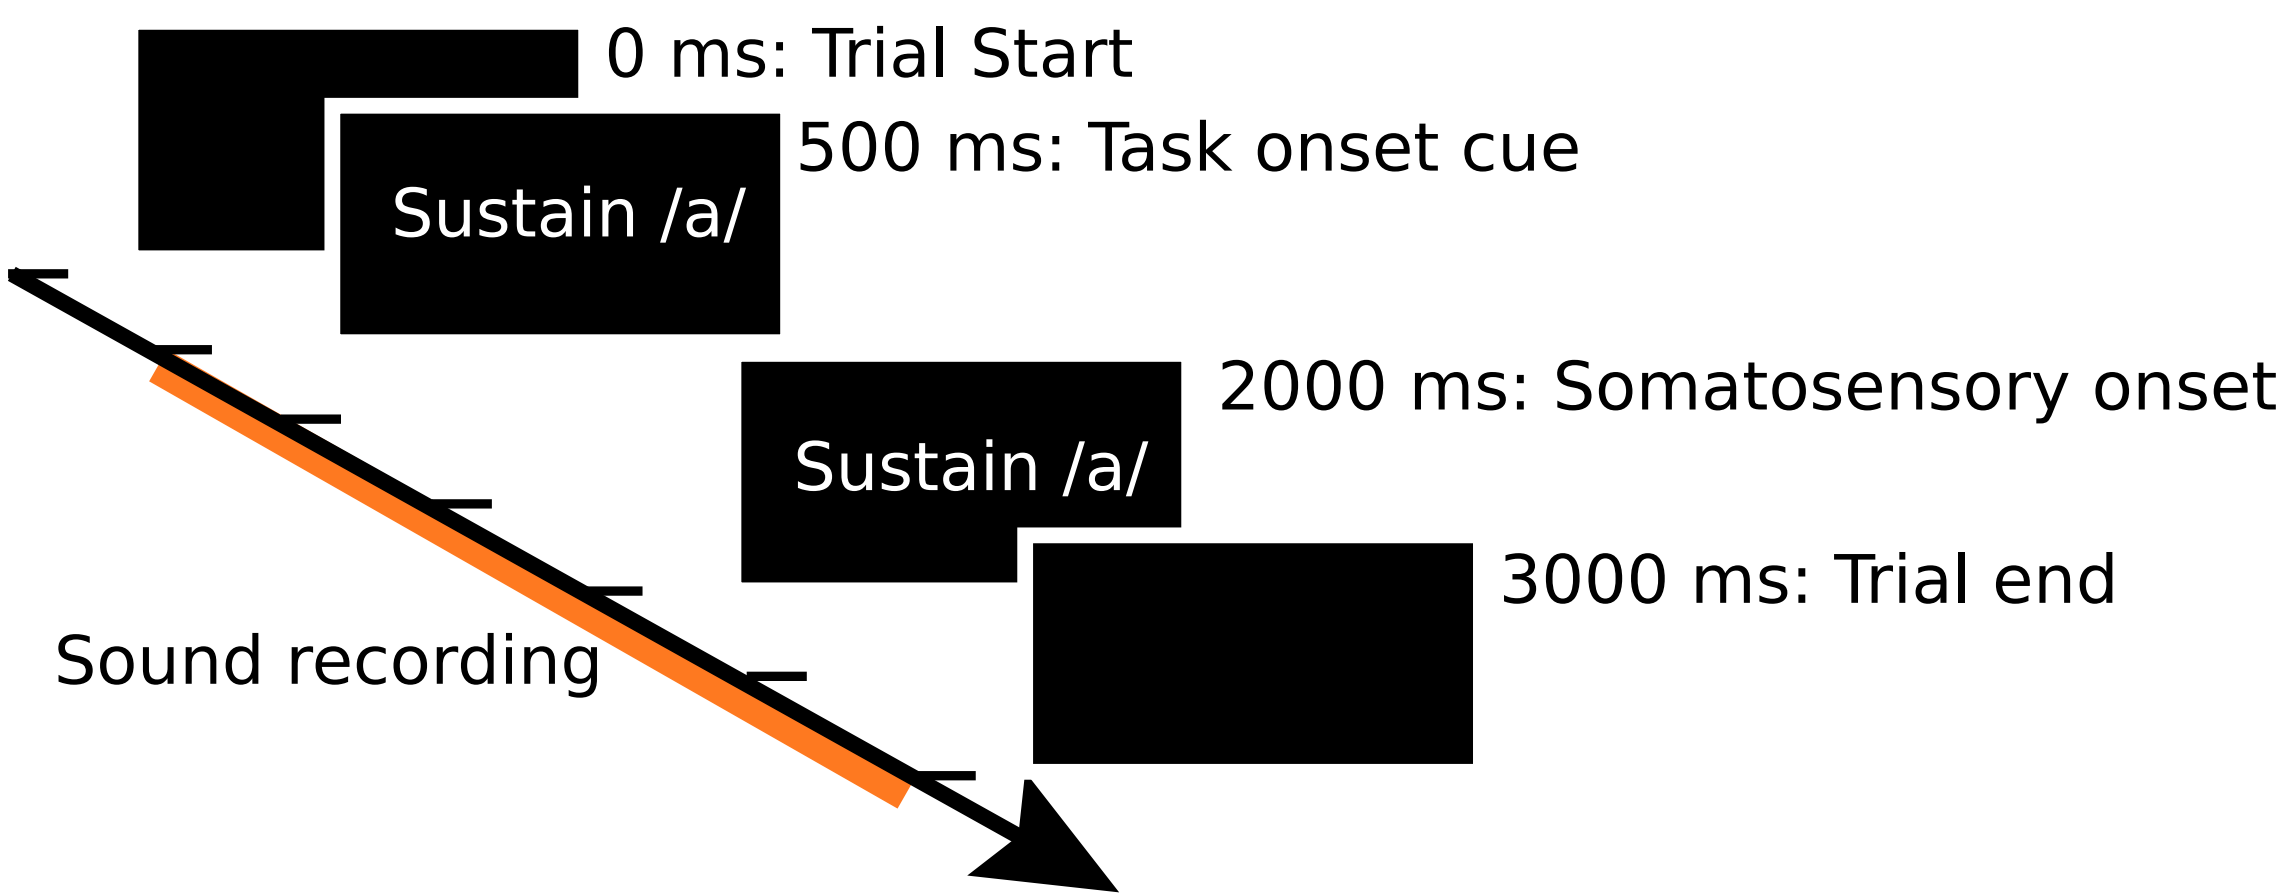 0 ms: Trial Start
500 ms: Task onset cue
Sustain /a/
2000 ms: Somatosensory onset
Sustain /a/
3000 ms: Trial end
Sound recording